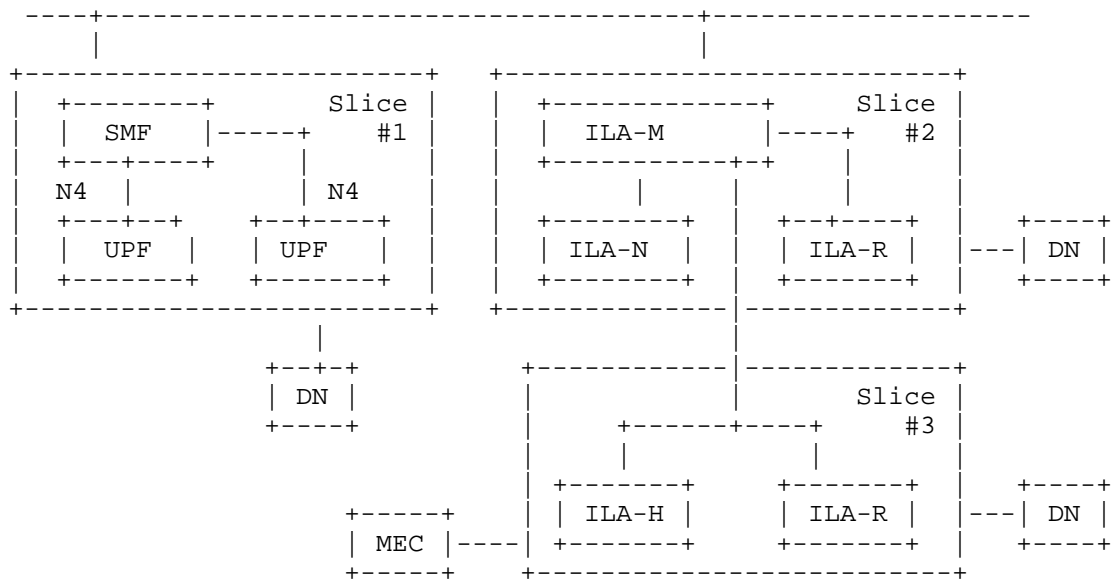 Slice Slice
SMF #1 ILA-M #2
N4 N4
UPF UPF ILA-N ILA-R DN
DN Slice
#3
ILA-H ILA-R DN
MEC